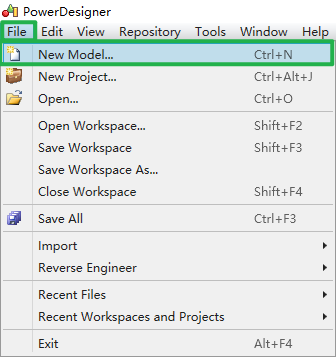 PowerDesigner
File Edit View Repository Tools Window Help
New Model... Ctrl+N
New Project... Ctrl+Alt+J
Open... Ctrl+O
Open Workspace... Shift+F2
Save Workspace Shift+F3
Save Workspace As...
Close Workspace Shift+F4
Save All Ctrl+F3
Import
Reverse Engineer
Recent Files
Recent Workspaces and Projects
Exit Alt+F4